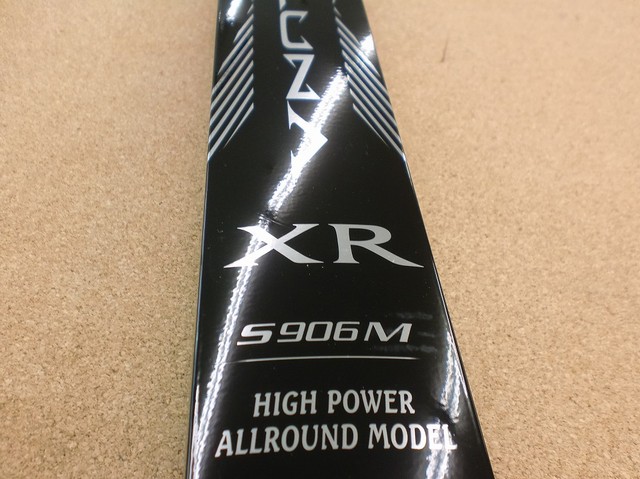 XR
S906M
HIGH POWER
ALLROUND MODEL